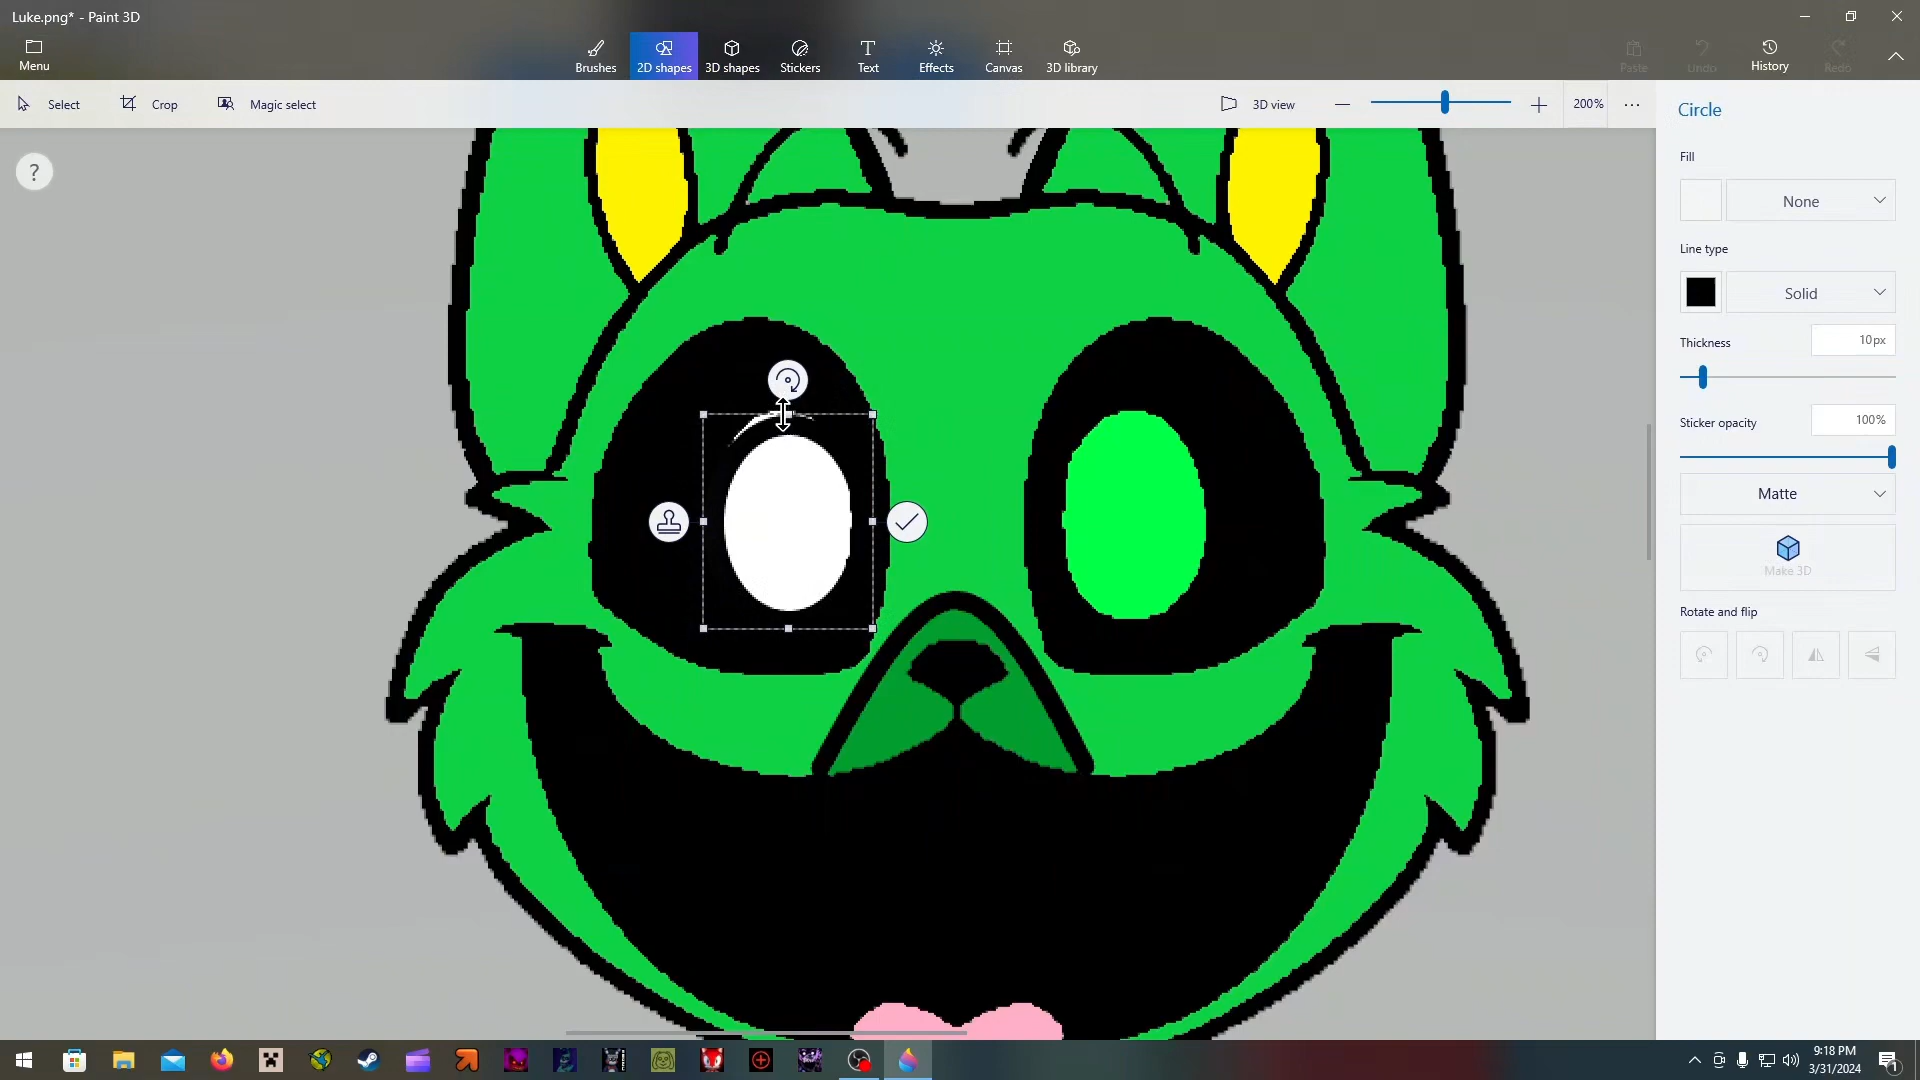 Luke.png* - Paint 3D
Menu
Brushes
2D shapes
3D shapes
Stickers
Text
Effects
Canvas
3D library
Paste
Undo
History
Redo
Select
Crop
Magic select
3D view
200%
Circle
?
Fill
None
Line type
Solid
Thickness
10px
Sticker opacity
100%
Matte
Make 3D
Rotate and flip
9:18 PM
3/31/2024
1